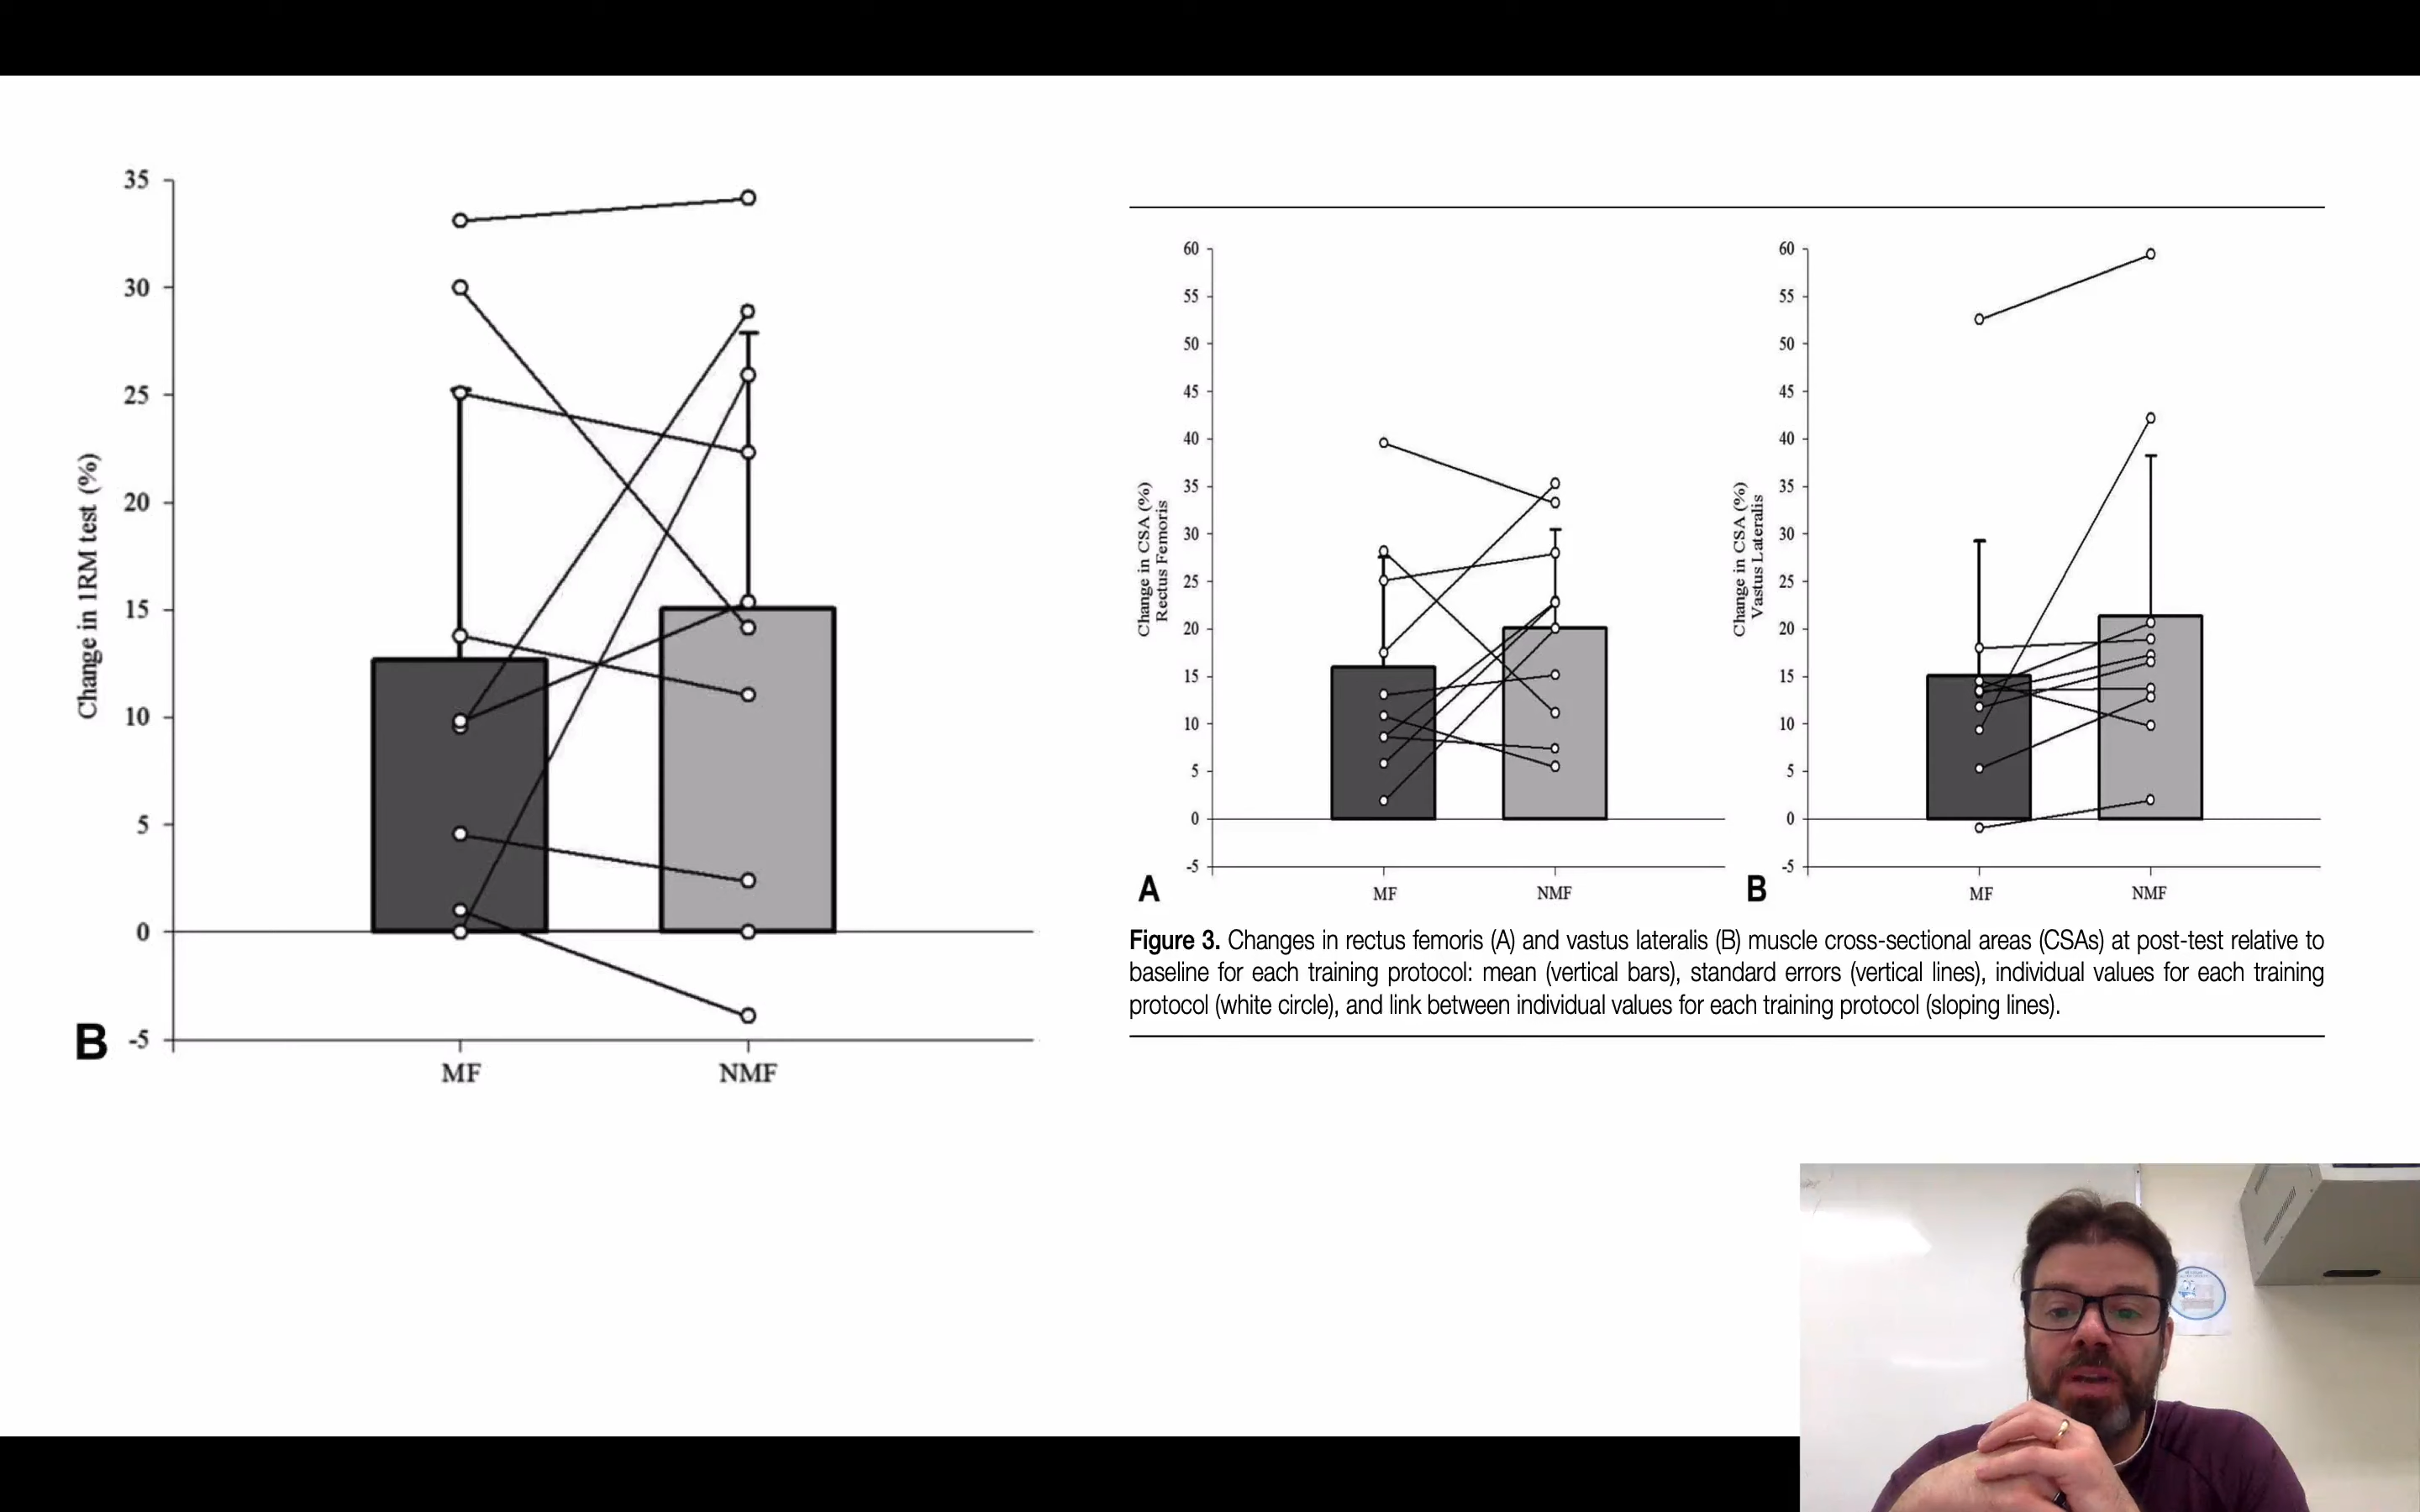 35
30
25
20
15
10
5
0
-5
Change in 1RM test (%)
B
MF
NMF
60
55
50
45
40
35
30
25
20
15
10
5
0
-5
Change in CSA (%)
Rectus Femoris
A
MF
NMF
60
55
50
45
40
35
30
25
20
15
10
5
0
-5
Change in CSA (%)
Vastus Lateralis
B
MF
NMF
Figure 3. Changes in rectus femoris (A) and vastus lateralis (B) muscle cross-sectional areas (CSAs) at post-test relative to
baseline for each training protocol: mean (vertical bars), standard errors (vertical lines), individual values for each training
protocol (white circle), and link between individual values for each training protocol (sloping lines).